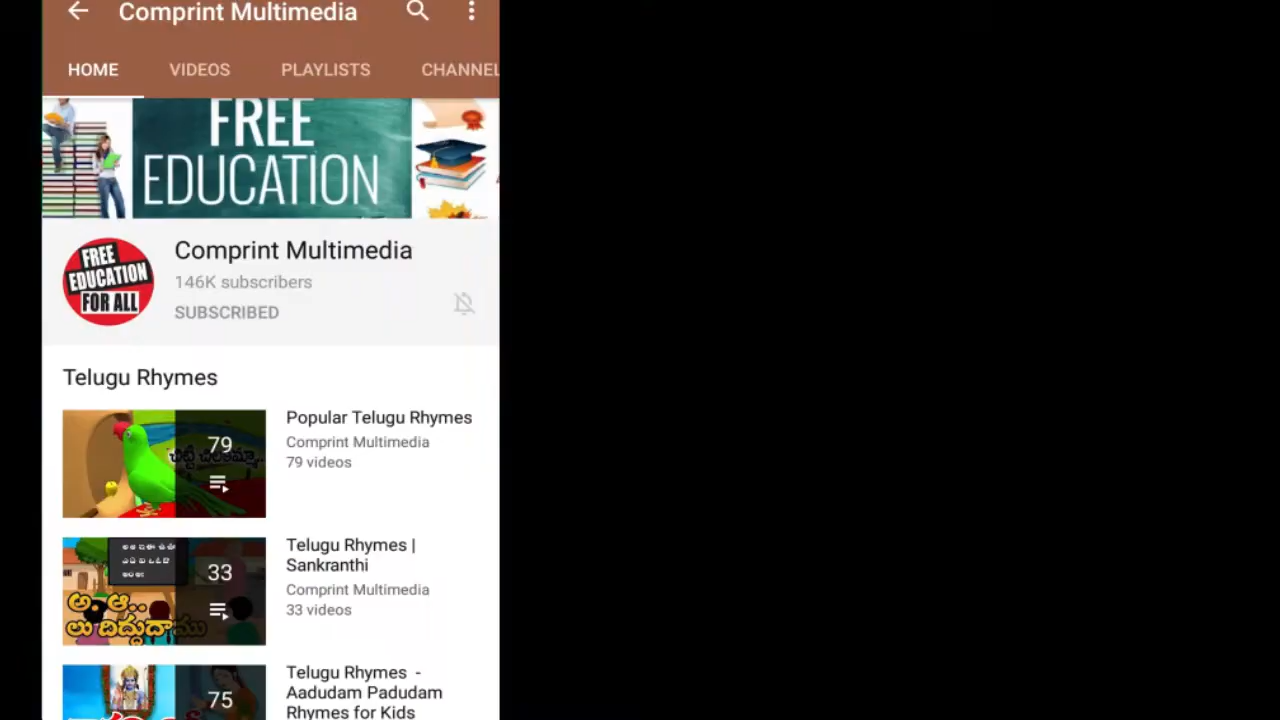 Comprint Multimedia
HOME VIDEOS PLAYLISTS CHANNEL
FREE
EDUCATION
FREE
EDUCATION
FOR ALL
Comprint Multimedia
146K subscribers
SUBSCRIBED
Telugu Rhymes
79
Popular Telugu Rhymes
Comprint Multimedia
79 videos
అ. ఆ..
లు దిద్దుదాము
33
Telugu Rhymes |
Sankranthi
Comprint Multimedia
33 videos
75
Telugu Rhymes -
Aadudam Padudam
Rhymes for Kids